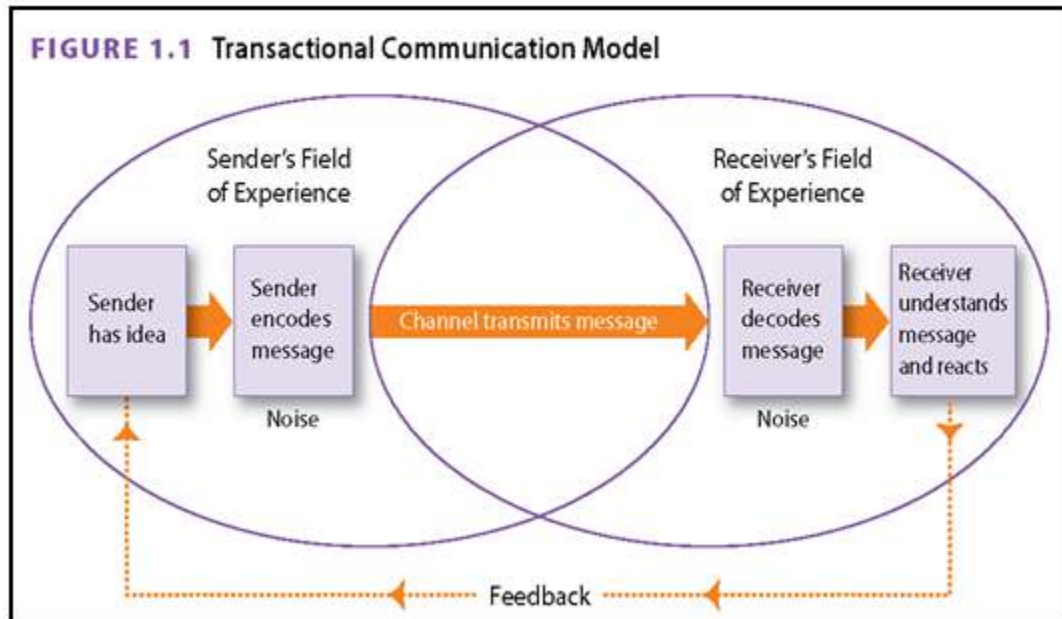 FIGURE 1.1 Transactional Communication Model
Sender's Field
of Experience
Receiver's Field
of Experience
Sender
has idea
Sender
encodes
message
Channel transmits message
Receiver
decodes
message
Receiver
understands
message
and reacts
Noise
Noise
Feedback